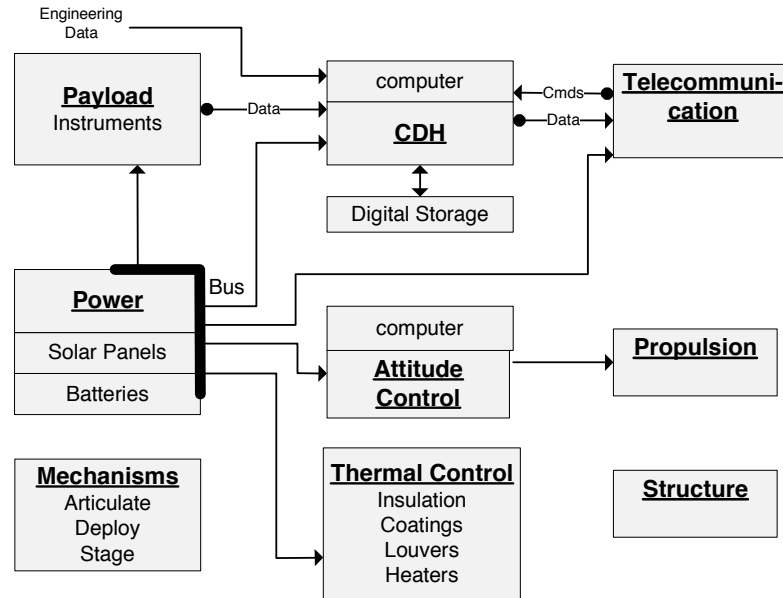 Engineering
Data
Payload
Instruments
Data
computer
CDH
Cmds
Data
Telecommuni-
cation
Digital Storage
Bus
Power
Solar Panels
Batteries
computer
Attitude
Control
Propulsion
Mechanisms
Articulate
Deploy
Stage
Thermal Control
Insulation
Coatings
Louvers
Heaters
Structure